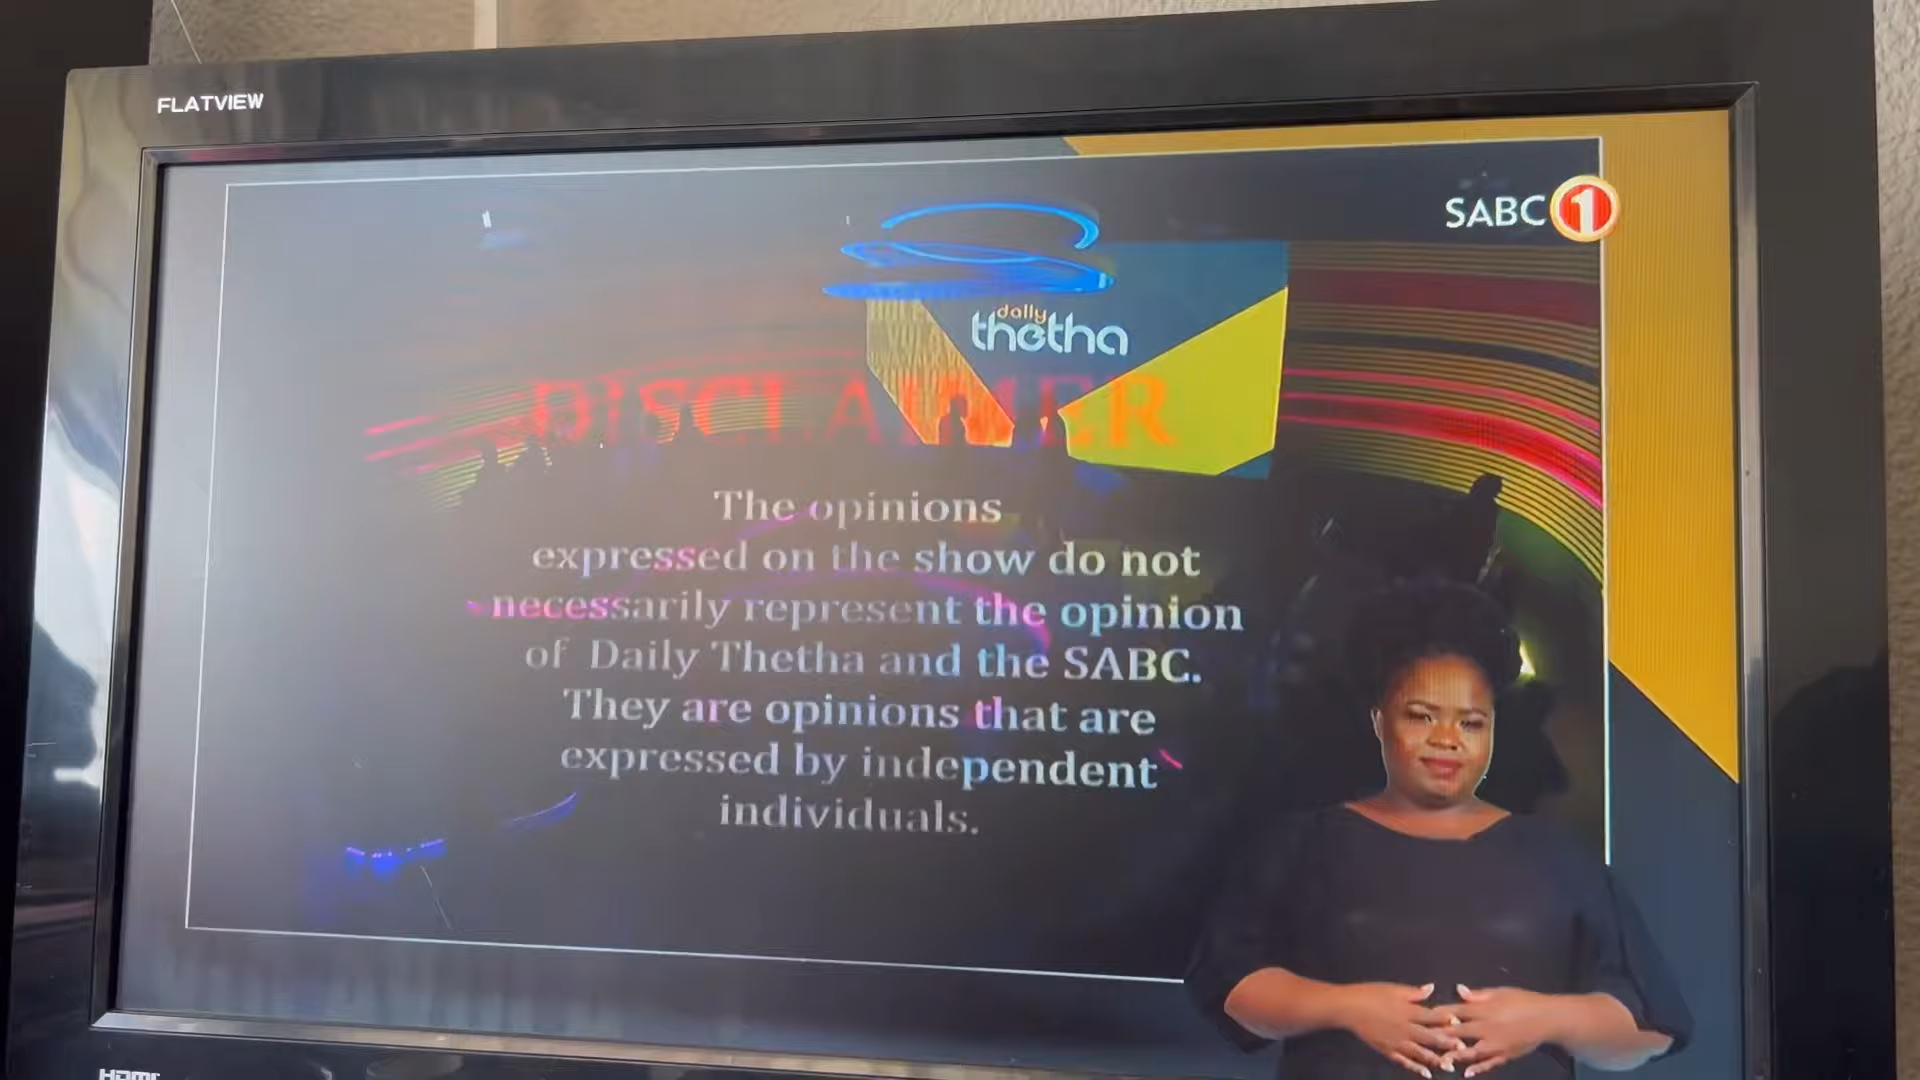 FLATVIEW
SABC 1
daily
thetha
DISCLAIMER
The opinions
expressed on the show do not
necessarily represent the opinion
of Daily Thetha and the SABC.
They are opinions that are
expressed by independent
individuals.
HDMI